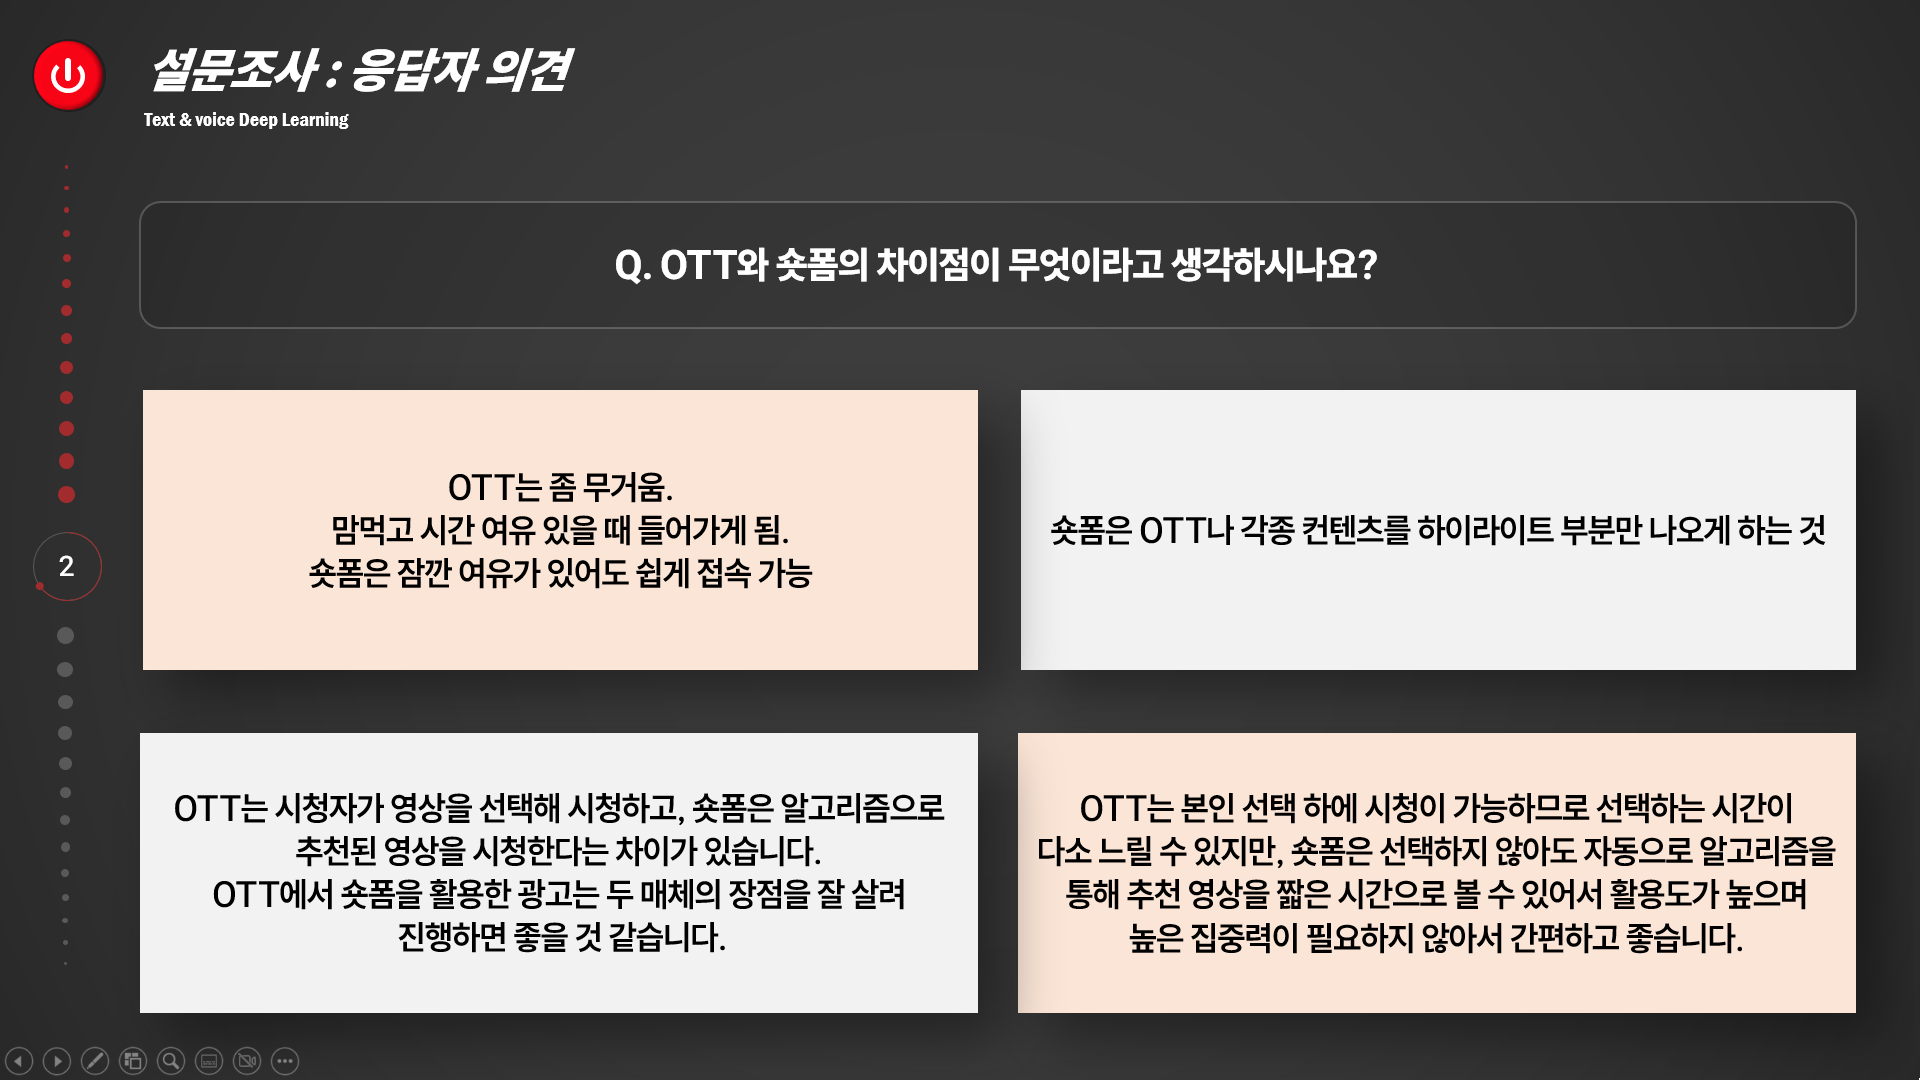 설문조사 : 응답자 의견
Text & voice Deep Learning
Q. OTT와 숏폼의 차이점이 무엇이라고 생각하시나요?
OTT는 좀 무거움.
맘먹고 시간 여유 있을 때 들어가게 됨.
숏폼은 잠깐 여유가 있어도 쉽게 접속 가능
숏폼은 OTT나 각종 컨텐츠를 하이라이트 부분만 나오게 하는 것
2
OTT는 시청자가 영상을 선택해 시청하고, 숏폼은 알고리즘으로
추천된 영상을 시청한다는 차이가 있습니다.
OTT에서 숏폼을 활용한 광고는 두 매체의 장점을 잘 살려
진행하면 좋을 것 같습니다.
OTT는 본인 선택 하에 시청이 가능하므로 선택하는 시간이
다소 느릴 수 있지만, 숏폼은 선택하지 않아도 자동으로 알고리즘을
통해 추천 영상을 짧은 시간으로 볼 수 있어서 활용도가 높으며
높은 집중력이 필요하지 않아서 간편하고 좋습니다.